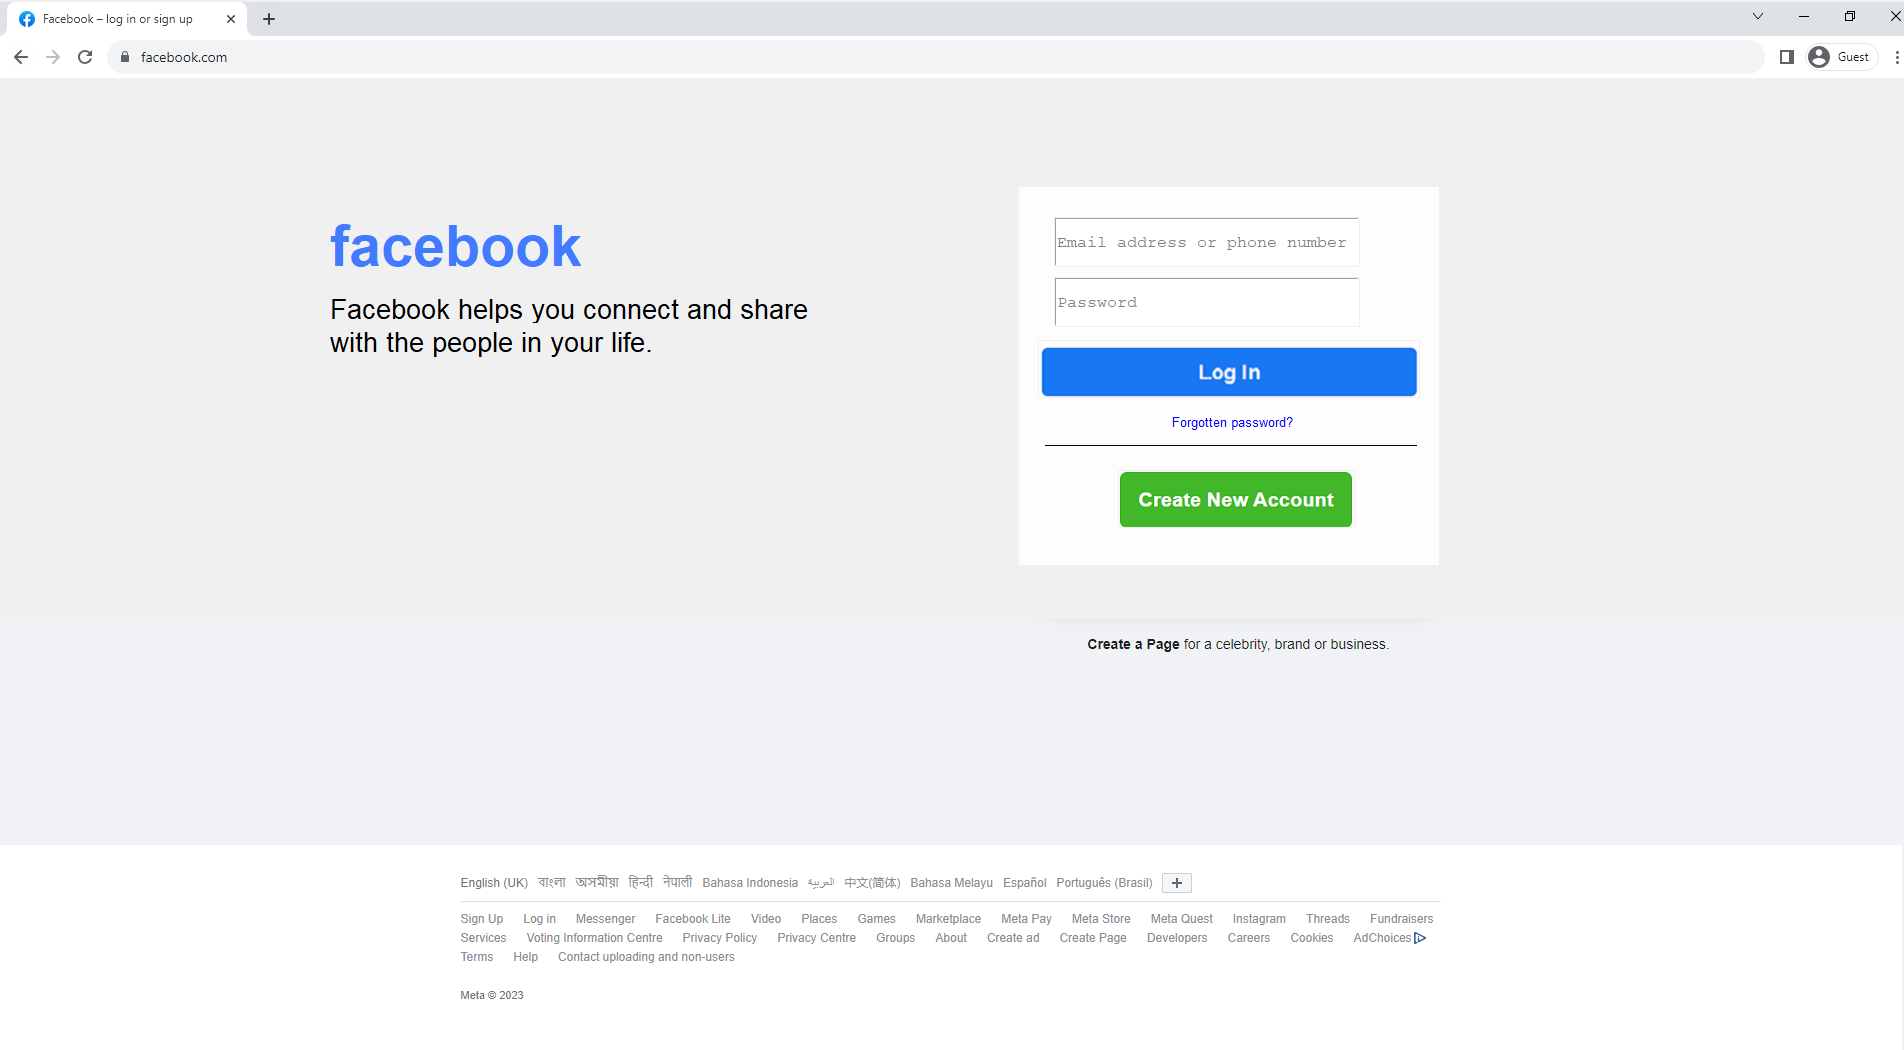 Facebook – log in or sign up
facebook.com
Guest
facebook
Facebook helps you connect and share
with the people in your life.
Email address or phone number
Password
Log In
Forgotten password?
Create New Account
Create a Page for a celebrity, brand or business.
English (UK) বাংলা অসমীয়া हिन्दी नेपाली Bahasa Indonesia العربية 中文(简体) Bahasa Melayu Español Português (Brasil)
Sign Up Log in Messenger Facebook Lite Video Places Games Marketplace Meta Pay Meta Store Meta Quest Instagram Threads Fundraisers
Services Voting Information Centre Privacy Policy Privacy Centre Groups About Create ad Create Page Developers Careers Cookies AdChoices
Terms Help Contact uploading and non-users
Meta © 2023